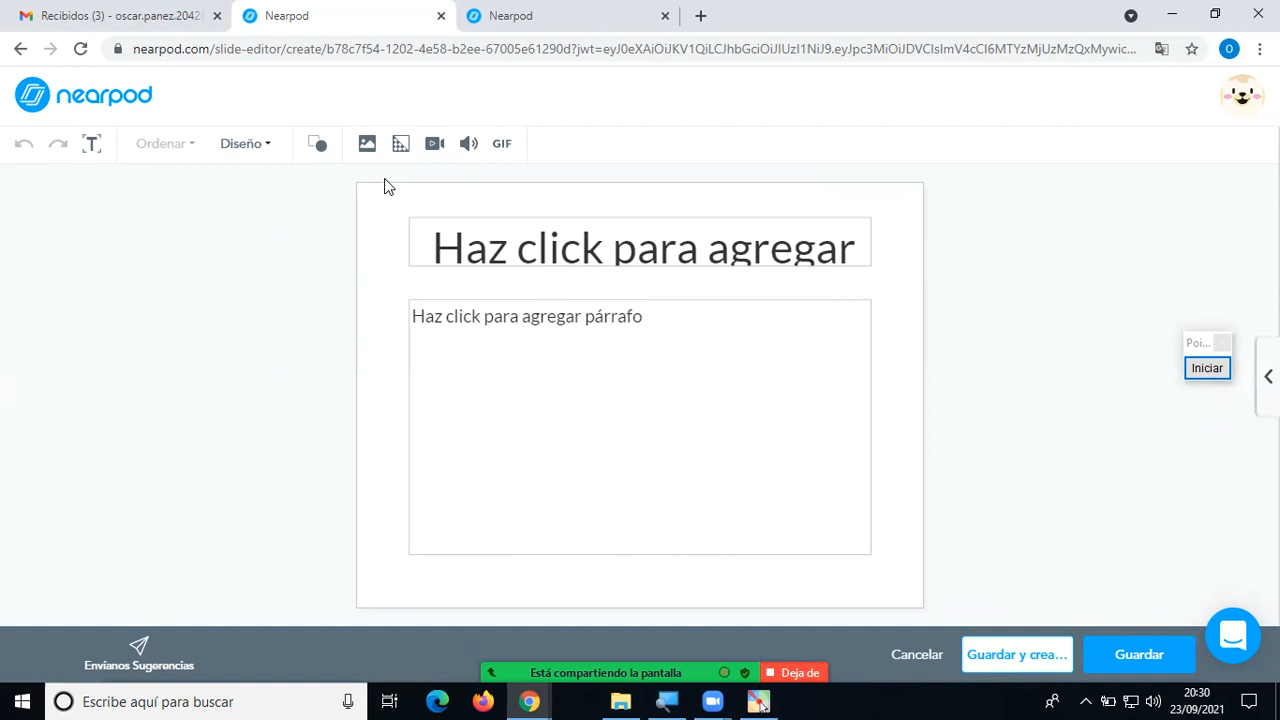 Recibidos (3) - oscar.panez.2042
Nearpod
Nearpod
nearpod.com/slide-editor/create/b78c7f54-1202-4e58-b2ee-67005e61290d?jwt=eyJ0eXAiOiJKV1QiLCJhbGciOiJIUzI1NiJ9.eyJpc3MiOiJDVCIsImV4cCI6MTYzMjUzMzQxMywic...
O
nearpod
Ordenar
Diseño
GIF
Haz click para agregar
Haz click para agregar párrafo
Poi...
Iniciar
Envíanos Sugerencias
Cancelar
Guardar y crea...
Guardar
Está compartiendo la pantalla
Deja de
Escribe aquí para buscar
20:30
23/09/2021